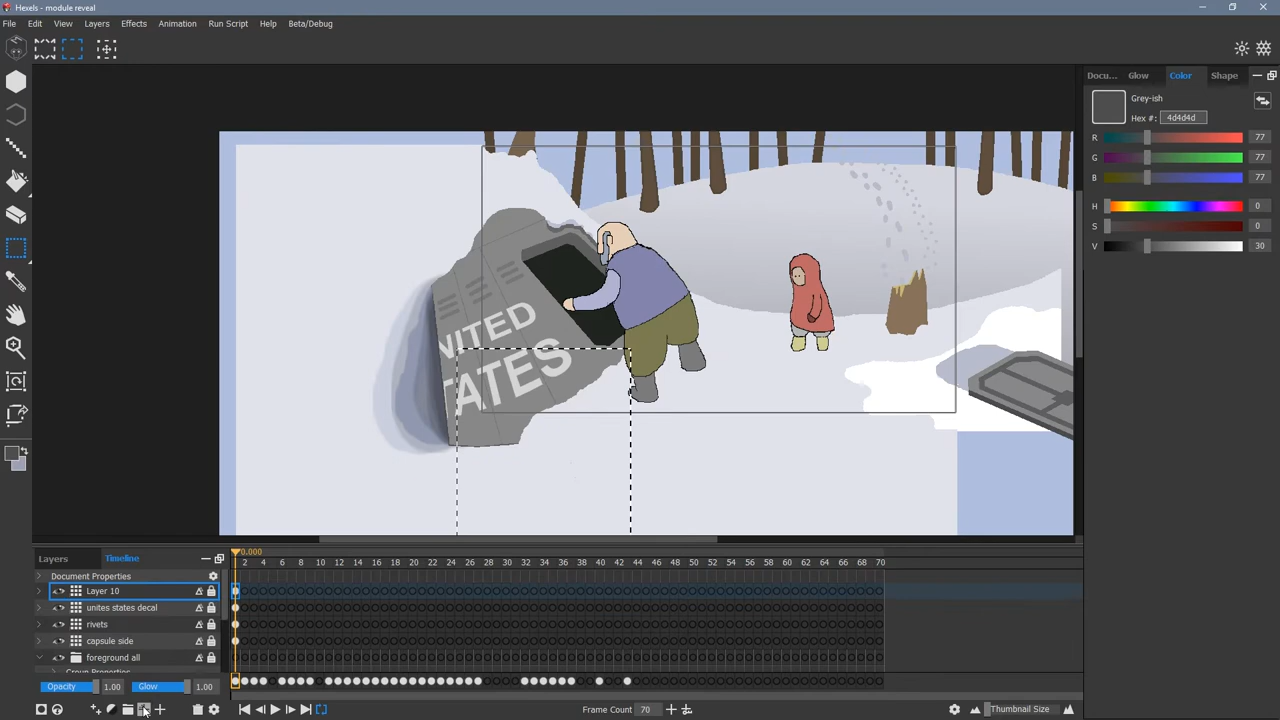 Hexels - module reveal
File Edit View Layers Effects Animation Run Script Help Beta/Debug
Docu... Glow Color Shape
Grey-ish
Hex #: 4d4d4d
R 77
G 77
B 77
H 0
S 0
V 30
NITED
TATES
Layers Timeline
0.000
2 4 6 8 10 12 14 16 18 20 22 24 26 28 30 32 34 36 38 40 42 44 46 48 50 52 54 56 58 60 62 64 66 68 70
Document Properties
Layer 10
unites states decal
rivets
capsule side
foreground all
Opacity 1.00 Glow 1.00
Frame Count 70 Thumbnail Size